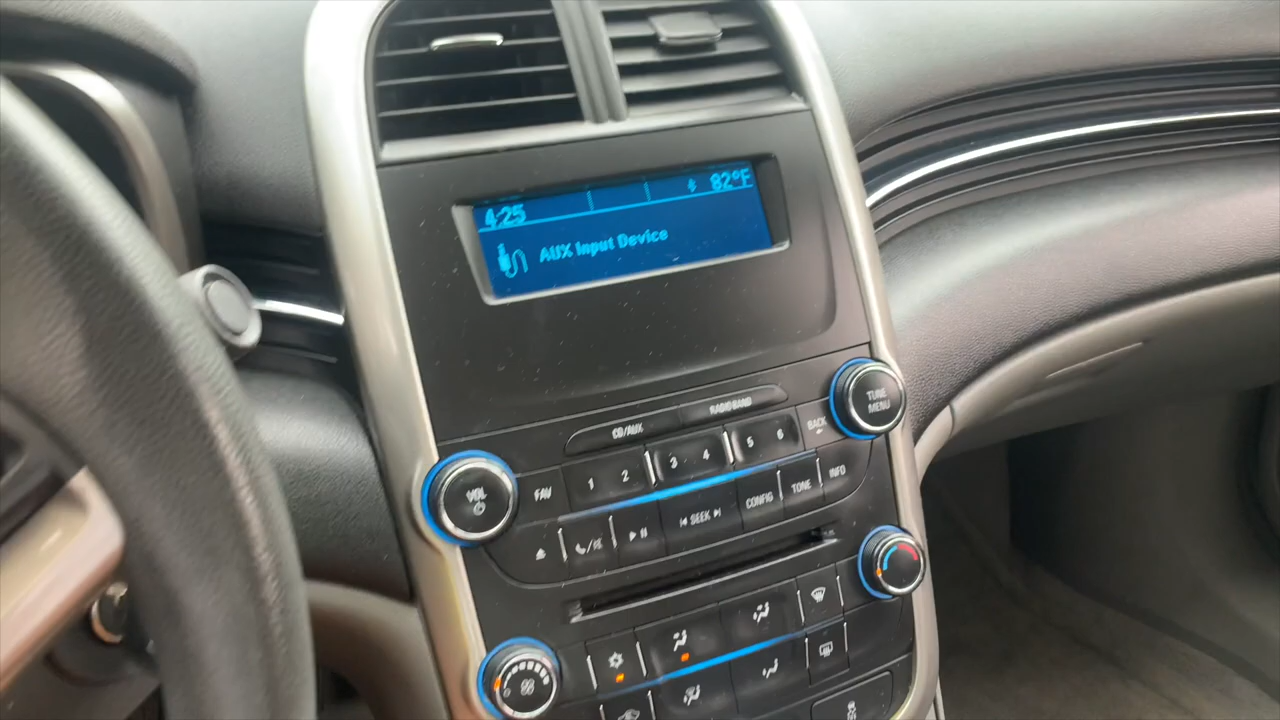 4:25 82°F
AUX Input Device
CD/AUX RADIO BAND
TUNE
MENU
VOL
FAV 1 2 3 4 5 6 BACK
SEEK CONFIG TONE INFO